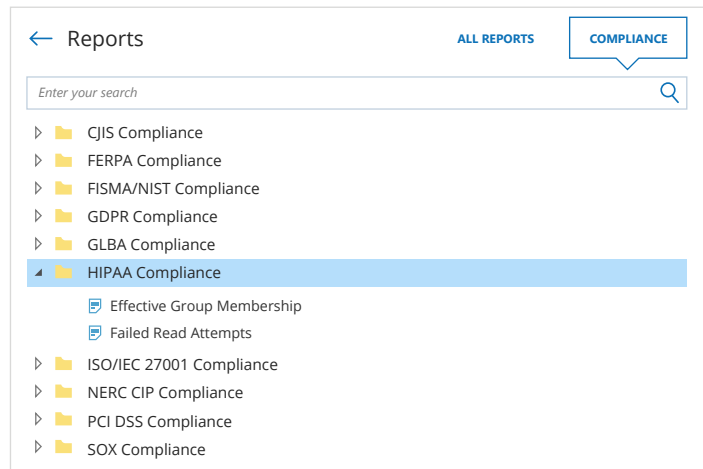 Reports
ALL REPORTS
COMPLIANCE
Enter your search
CJIS Compliance
FERPA Compliance
FISMA/NIST Compliance
GDPR Compliance
GLBA Compliance
HIPAA Compliance
Effective Group Membership
Failed Read Attempts
ISO/IEC 27001 Compliance
NERC CIP Compliance
PCI DSS Compliance
SOX Compliance